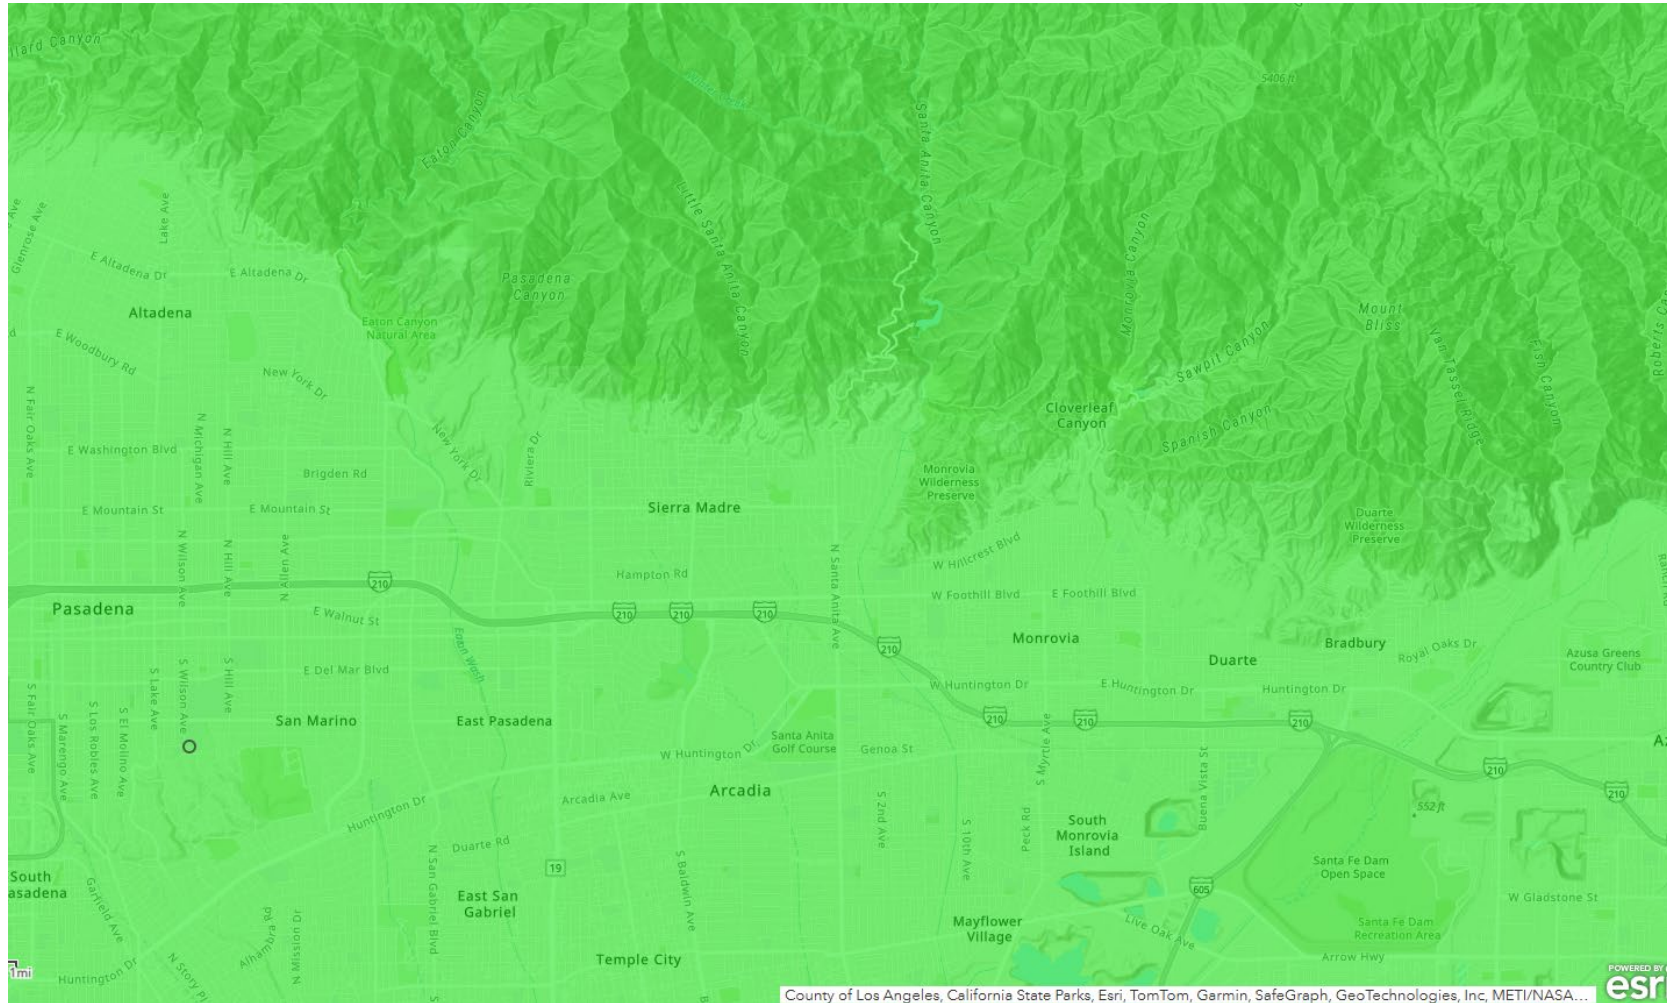 Canyon
Eaton Canyon
Santa Anita Canyon
5406 ft
Lake Ave
Glenrose Ave
Ave
E Altadena Dr
E Altadena Dr
Little Santa Anita Canyon
Pasadena
Canyon
Monrovia Canyon
Altadena
Eaton Canyon
Natural Area
Mount
Bliss
Van Tassel Ridge
Fish Canyon
E Woodbury Rd
New York Dr
Sawpit Canyon
Cloverleaf
Canyon
Spanish Canyon
N Fair Oaks Ave
N Michigan Ave
N Hill Ave
New York Dr
Riviera Dr
E Washington Blvd
Brigden Rd
Monrovia
Wilderness
Preserve
E Mountain St
E Mountain St
Sierra Madre
Duarte
Wilderness
Preserve
N Wilson Ave
N Hill Ave
N Allen Ave
N Santa Anita Ave
W Hillcrest Blvd
Hampton Rd
210
W Foothill Blvd
E Foothill Blvd
Pasadena
E Walnut St
210
210
210
Eaton Wash
210
Monrovia
Bradbury
Royal Oaks Dr
Duarte
Azusa Greens
Country Club
S Lake Ave
S Wilson Ave
S Hill Ave
E Del Mar Blvd
W Huntington Dr
E Huntington Dr
Huntington Dr
S Fair Oaks Ave
S Marengo Ave
S Los Robles Ave
S El Molino Ave
San Marino
East Pasadena
210
210
210
Santa Anita
Golf Course
W Huntington Dr
Genoa St
S Myrtle Ave
Buena Vista St
210
210
Arcadia
Arcadia Ave
Huntington Dr
552 ft
S 2nd Ave
S 10th Ave
Peck Rd
South
Monrovia
Island
Duarte Rd
19
Santa Fe Dam
Open Space
South
asadena
605
Garfield Ave
Alhambra Rd
N Mission Dr
N San Gabriel Blvd
S Baldwin Ave
East San
Gabriel
W Gladstone St
Mayflower
Village
Live Oak Ave
Santa Fe Dam
Recreation Area
Temple City
Arrow Hwy
1mi
Huntington Dr
N Story Pl
POWERED BY
esri
County of Los Angeles, California State Parks, Esri, TomTom, Garmin, SafeGraph, GeoTechnologies, Inc, METI/NASA...